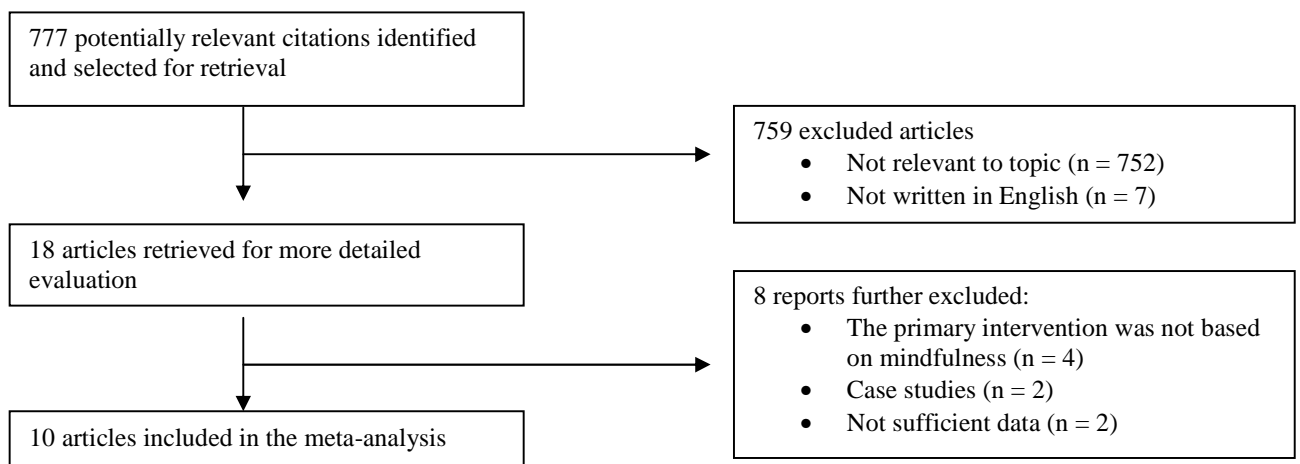 777 potentially relevant citations identified
and selected for retrieval
759 excluded articles
• Not relevant to topic (n = 752)
• Not written in English (n = 7)
18 articles retrieved for more detailed
evaluation
8 reports further excluded:
• The primary intervention was not based
on mindfulness (n = 4)
• Case studies (n = 2)
• Not sufficient data (n = 2)
10 articles included in the meta-analysis